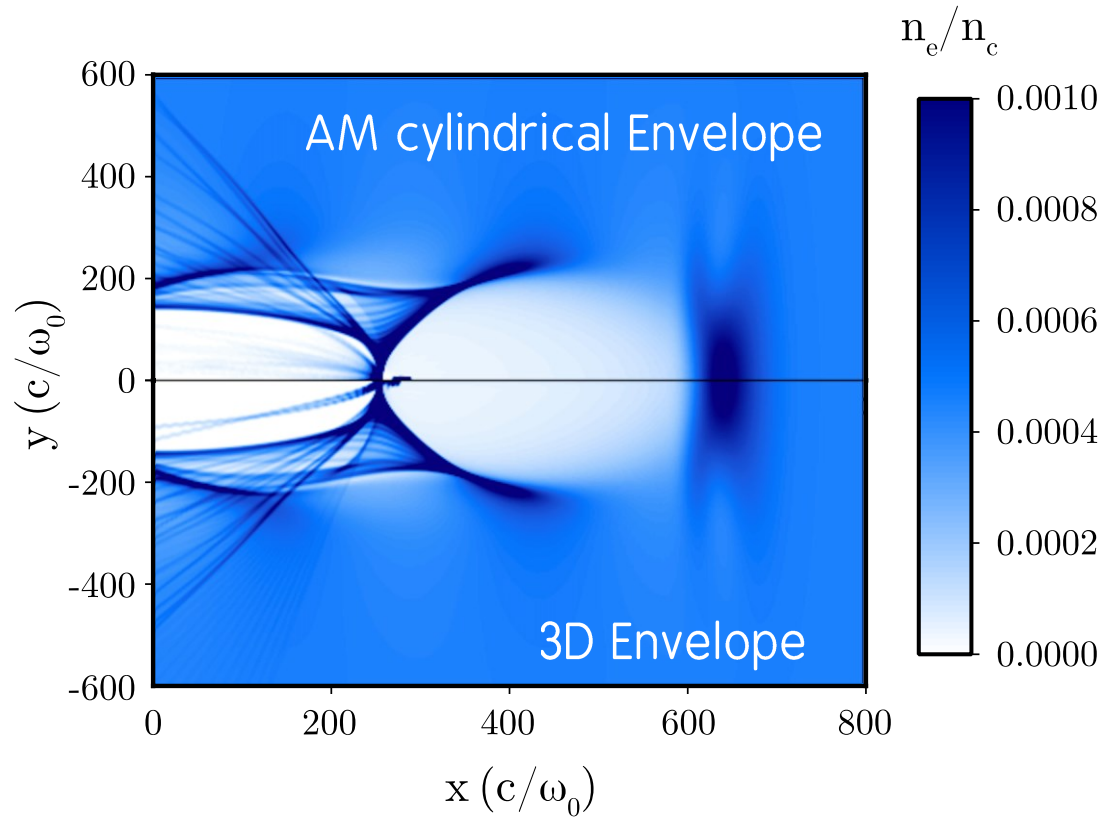 n_e/n_c
600
400
200
0
-200
-400
-600
y (c/ω_0)
AM cylindrical Envelope
3D Envelope
0 200 400 600 800
x (c/ω_0)
0.0010
0.0008
0.0006
0.0004
0.0002
0.0000